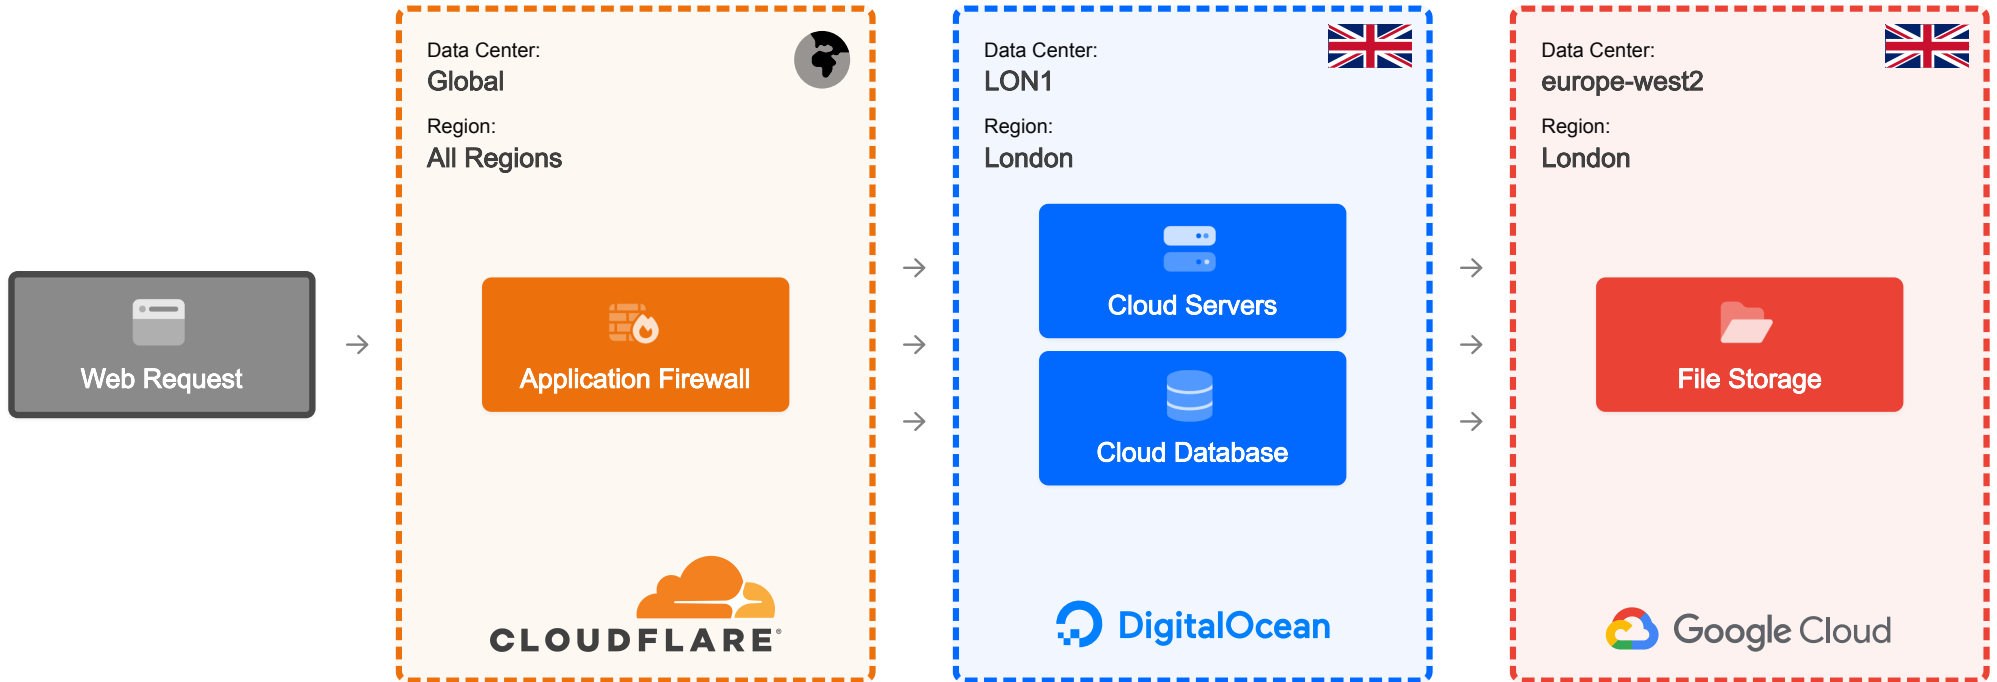 Web Request
Data Center:
Global
Region:
All Regions
Application Firewall
CLOUDFLARE®
Data Center:
LON1
Region:
London
Cloud Servers
Cloud Database
DigitalOcean
Data Center:
europe-west2
Region:
London
File Storage
Google Cloud